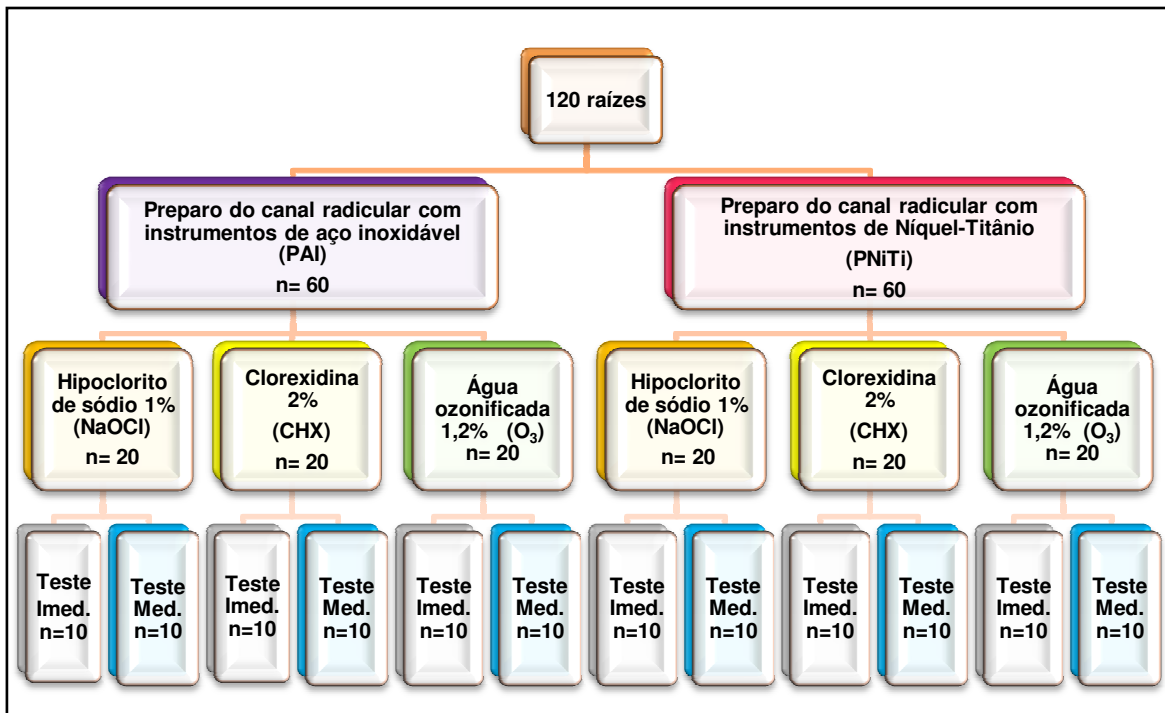 120 raízes
Preparo do canal radicular com
instrumentos de aço inoxidável
(PAI)
n= 60
Preparo do canal radicular com
instrumentos de Níquel-Titânio
(PNiTi)
n= 60
Hipoclorito
de sódio 1%
(NaOCl)
n= 20
Clorexidina
2%
(CHX)
n= 20
Água
ozonificada
1,2% (O₃)
n= 20
Hipoclorito
de sódio 1%
(NaOCl)
n= 20
Clorexidina
2%
(CHX)
n= 20
Água
ozonificada
1,2% (O₃)
n= 20
Teste
Imed.
n=10
Teste
Med.
n=10
Teste
Imed.
n=10
Teste
Med.
n=10
Teste
Imed.
n=10
Teste
Med.
n=10
Teste
Imed.
n=10
Teste
Med.
n=10
Teste
Imed.
n=10
Teste
Med.
n=10
Teste
Imed.
n=10
Teste
Med.
n=10